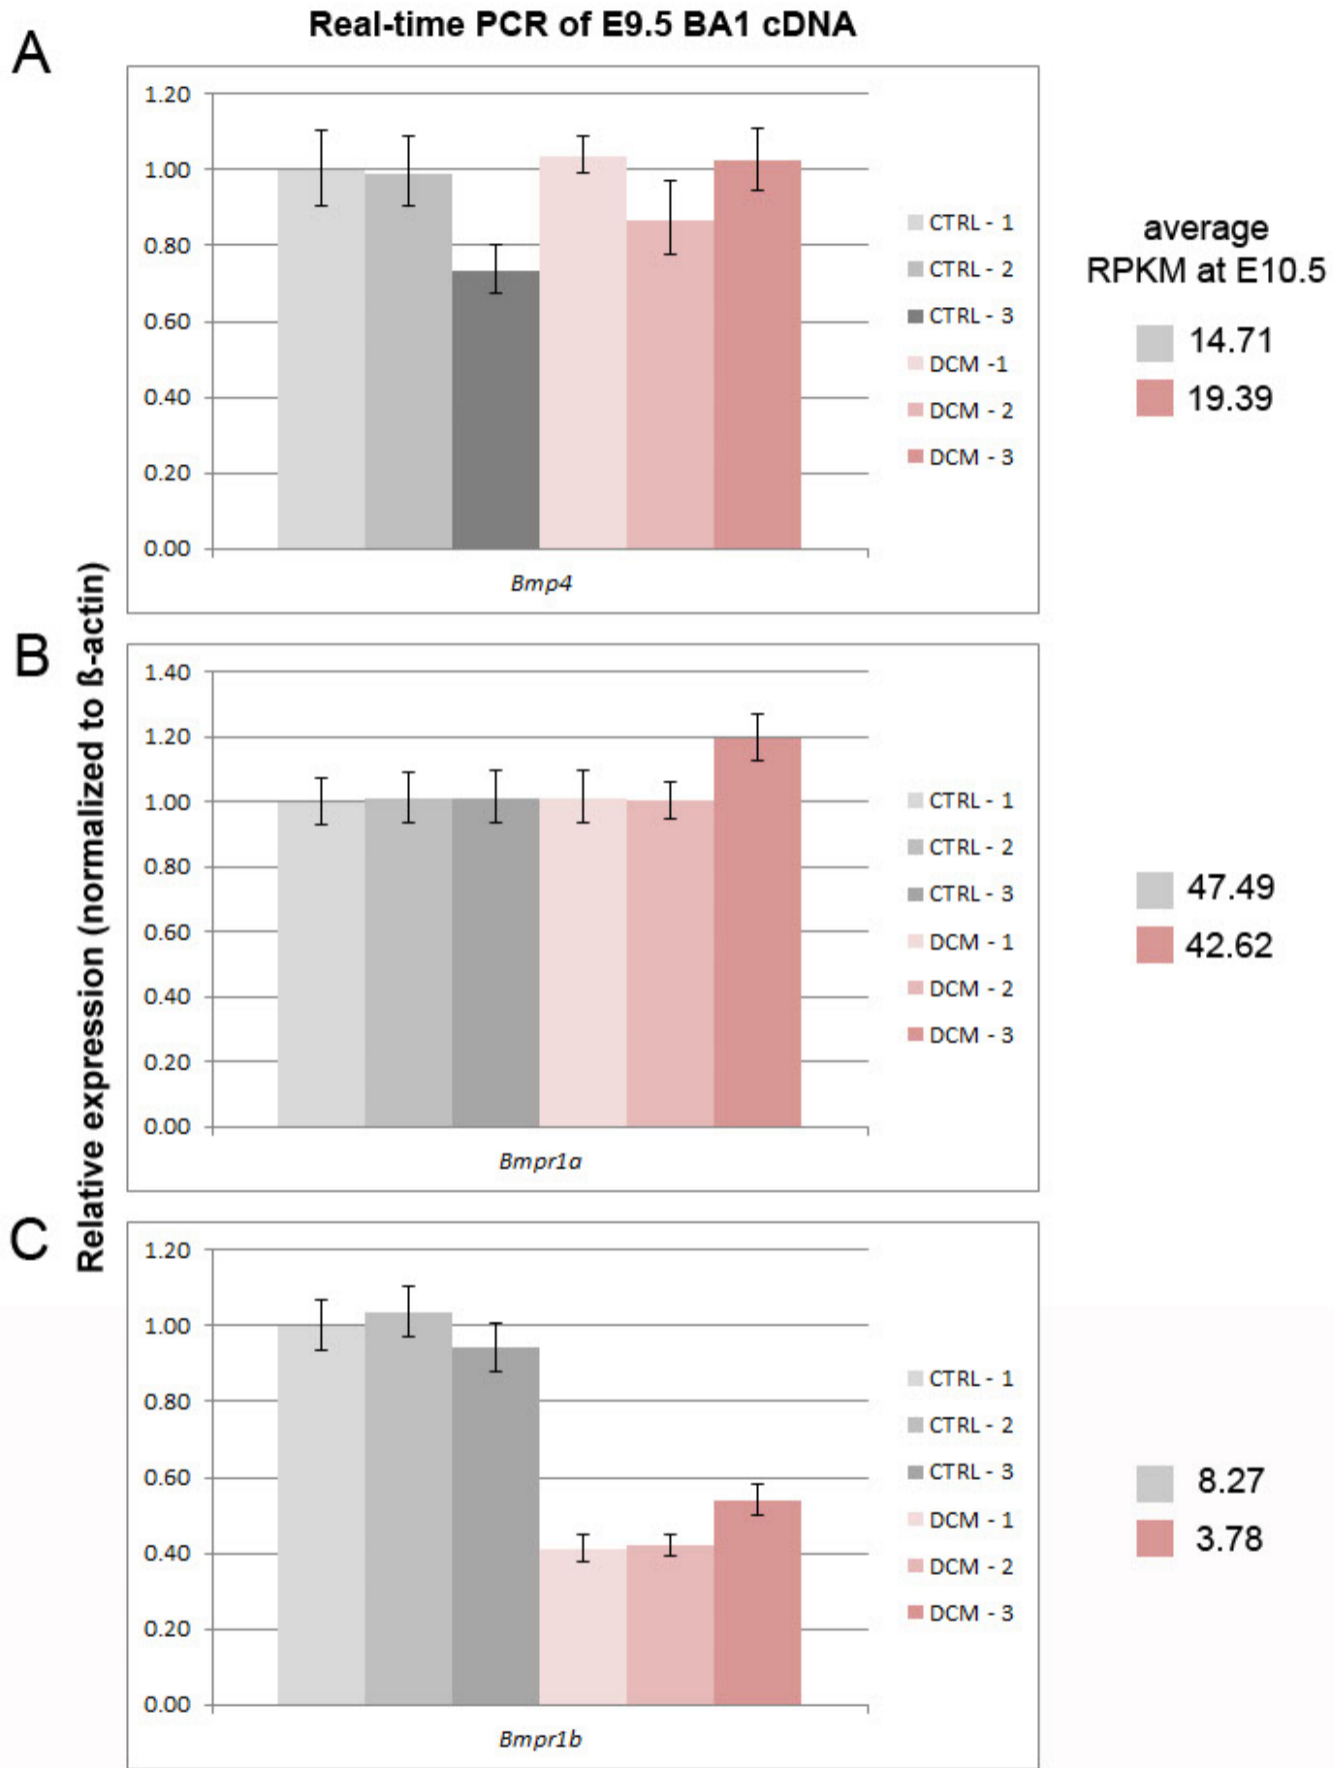 Real-time PCR of E9.5 BA1 cDNA
A
1.20
1.00
0.80
0.60
0.40
0.20
0.00
Bmp4
CTRL - 1
CTRL - 2
CTRL - 3
DCM -1
DCM - 2
DCM - 3
average
RPKM at E10.5
14.71
19.39
Relative expression (normalized to ß-actin)
B
1.40
1.20
1.00
0.80
0.60
0.40
0.20
0.00
Bmpr1a
CTRL - 1
CTRL - 2
CTRL - 3
DCM - 1
DCM - 2
DCM - 3
47.49
42.62
C
1.20
1.00
0.80
0.60
0.40
0.20
0.00
Bmpr1b
CTRL - 1
CTRL - 2
CTRL - 3
DCM - 1
DCM - 2
DCM - 3
8.27
3.78